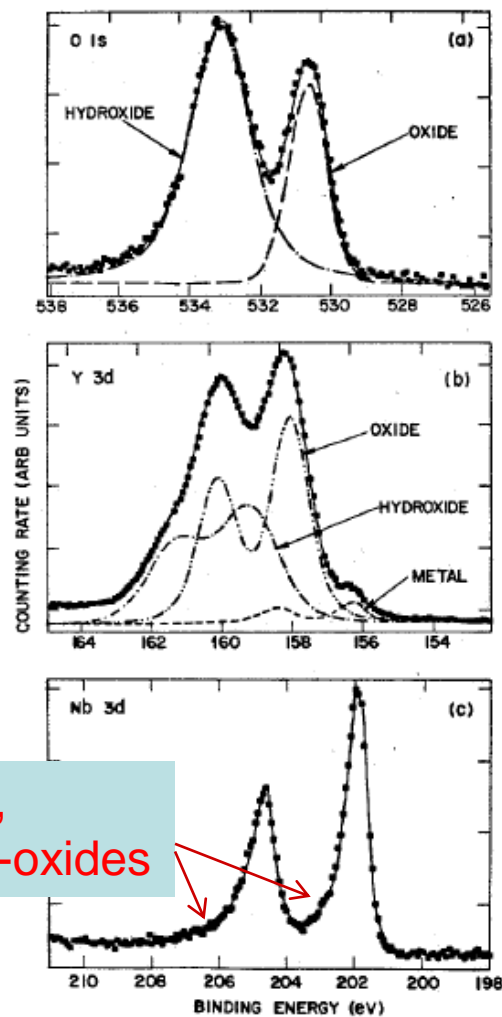 O 1s
(a)
HYDROXIDE
OXIDE
538 536 534 532 530 528 526
Y 3d
(b)
OXIDE
HYDROXIDE
METAL
164 162 160 158 156 154
COUNTING RATE (ARB UNITS)
Nb 3d
(c)
,
-oxides
210 208 206 204 202 200 198
BINDING ENERGY (eV)